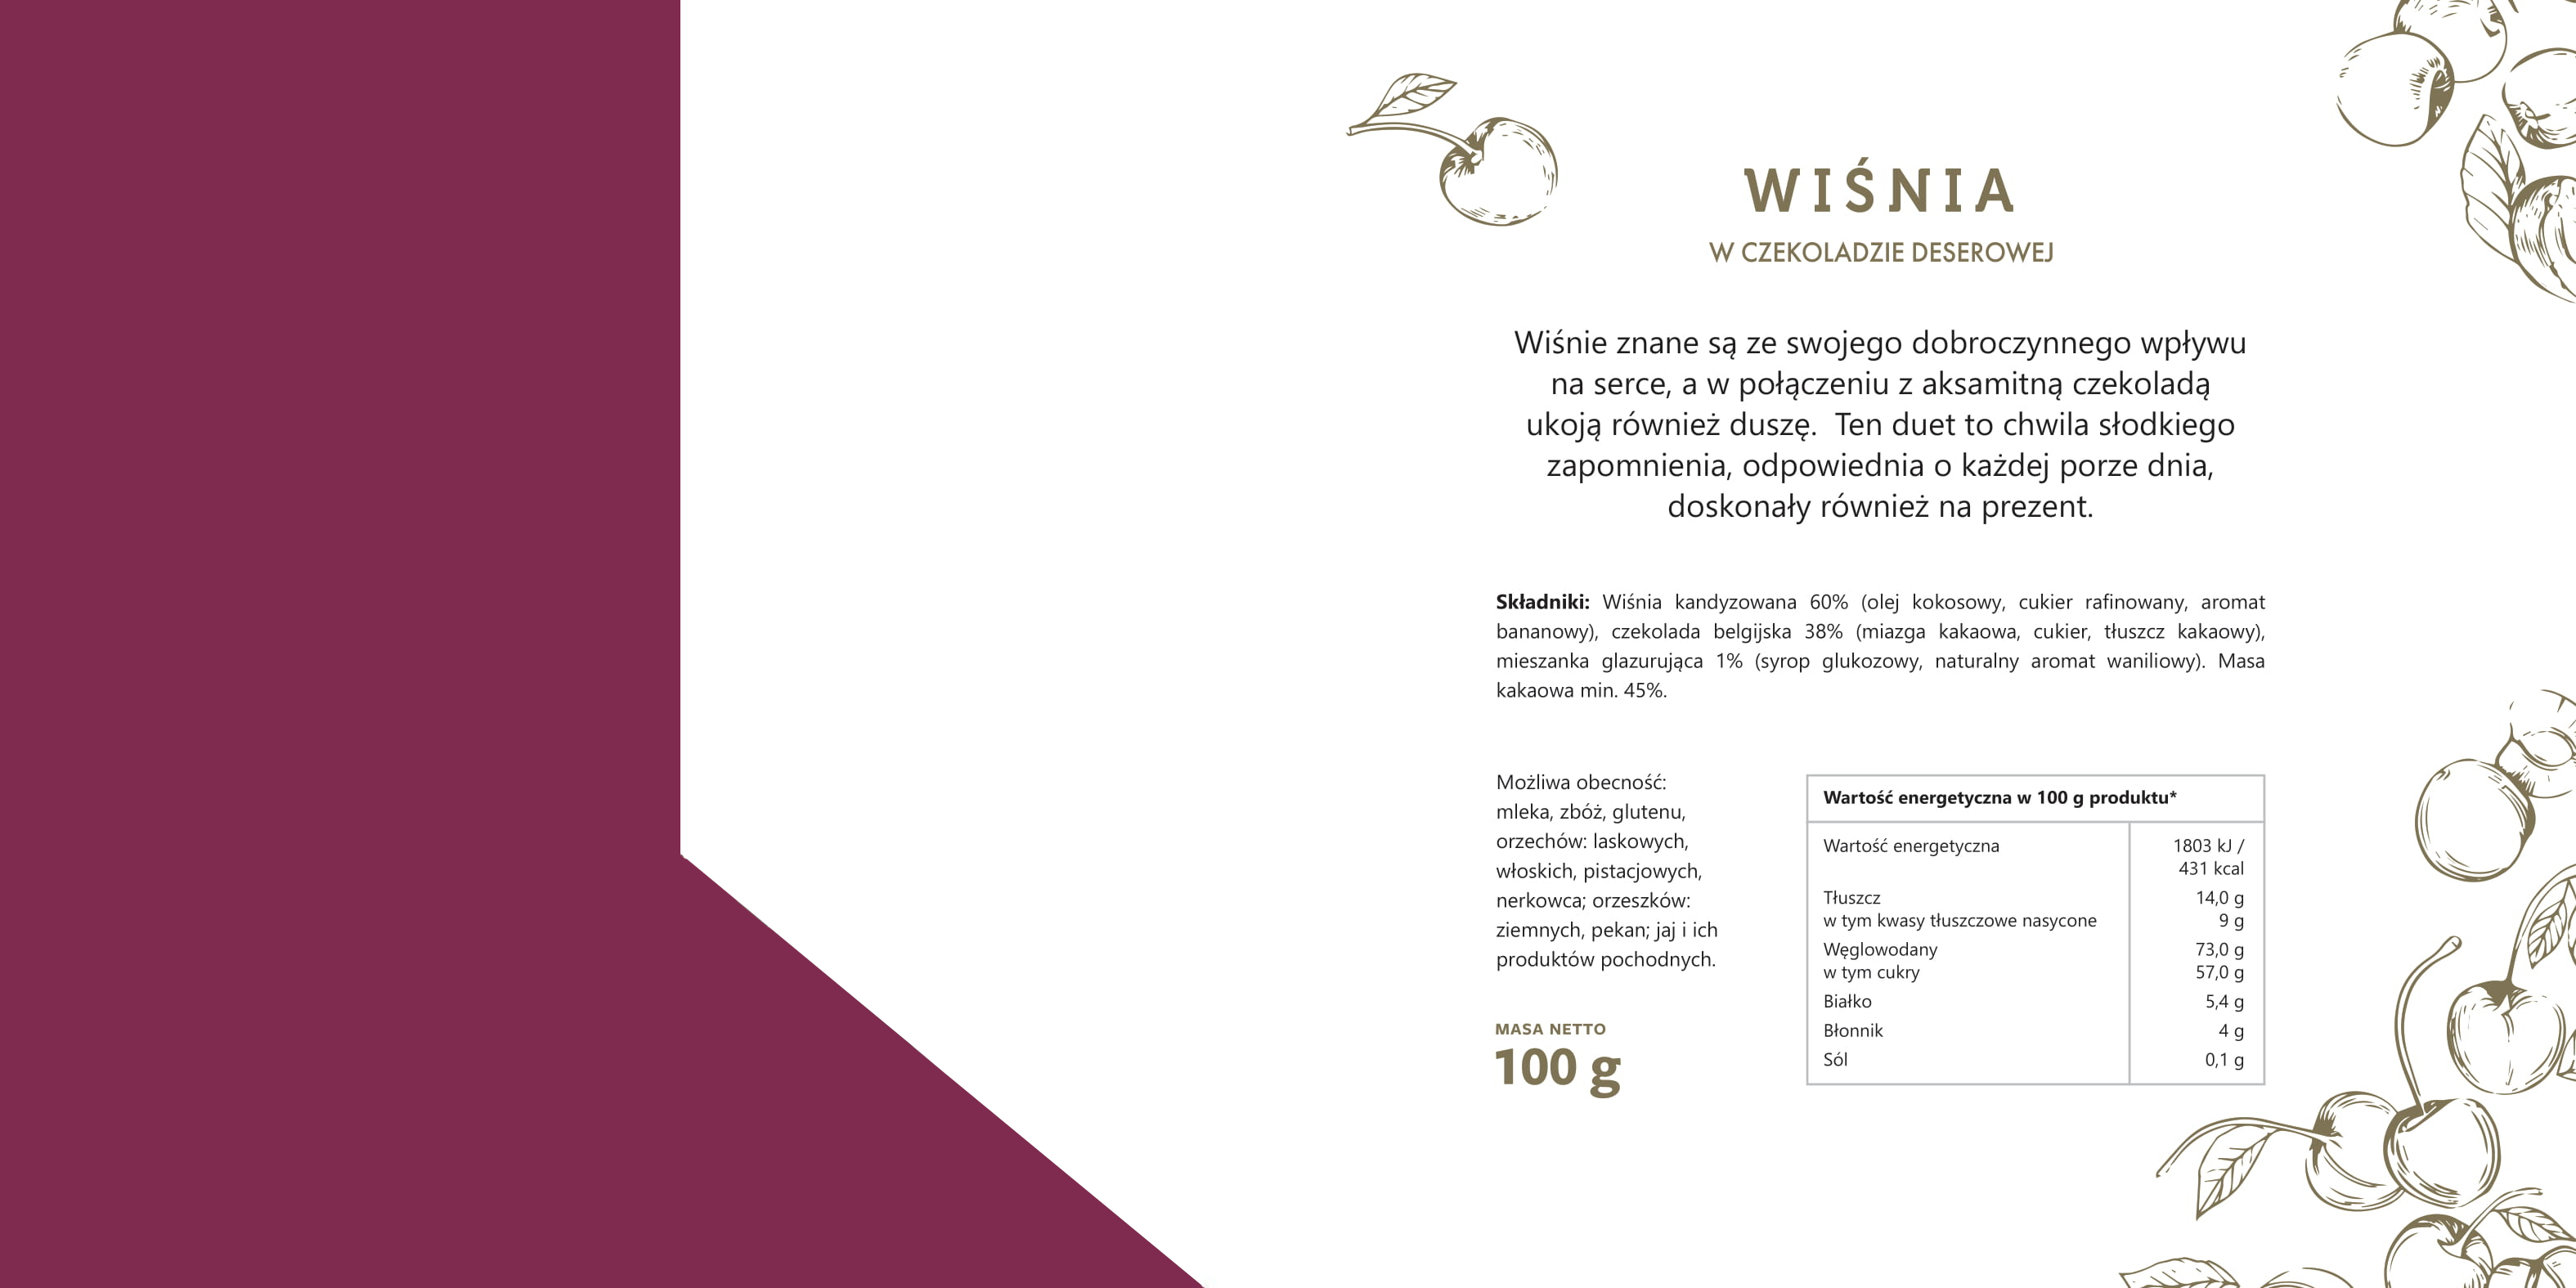 WIŚNIA
W CZEKOLADZIE DESEROWEJ
Wiśnie znane są ze swojego dobroczynnego wpływu
na serce, a w połączeniu z aksamitną czekoladą
ukoją również duszę.  Ten duet to chwila słodkiego
zapomnienia, odpowiednia o każdej porze dnia,
doskonały również na prezent.
Składniki: Wiśnia kandyzowana 60% (olej kokosowy, cukier rafinowany, aromat
bananowy), czekolada belgijska 38% (miazga kakaowa, cukier, tłuszcz kakaowy),
mieszanka glazurująca 1% (syrop glukozowy, naturalny aromat waniliowy). Masa
kakaowa min. 45%.
Możliwa obecność:
mleka, zbóż, glutenu,
orzechów: laskowych,
włoskich, pistacjowych,
nerkowca; orzeszków:
ziemnych, pekan; jaj i ich
produktów pochodnych.
MASA NETTO
100 g
Wartość energetyczna w 100 g produktu*
Wartość energetyczna 1803 kJ /
431 kcal
Tłuszcz 14,0 g
w tym kwasy tłuszczowe nasycone 9 g
Węglowodany 73,0 g
w tym cukry 57,0 g
Białko 5,4 g
Błonnik 4 g
Sól 0,1 g